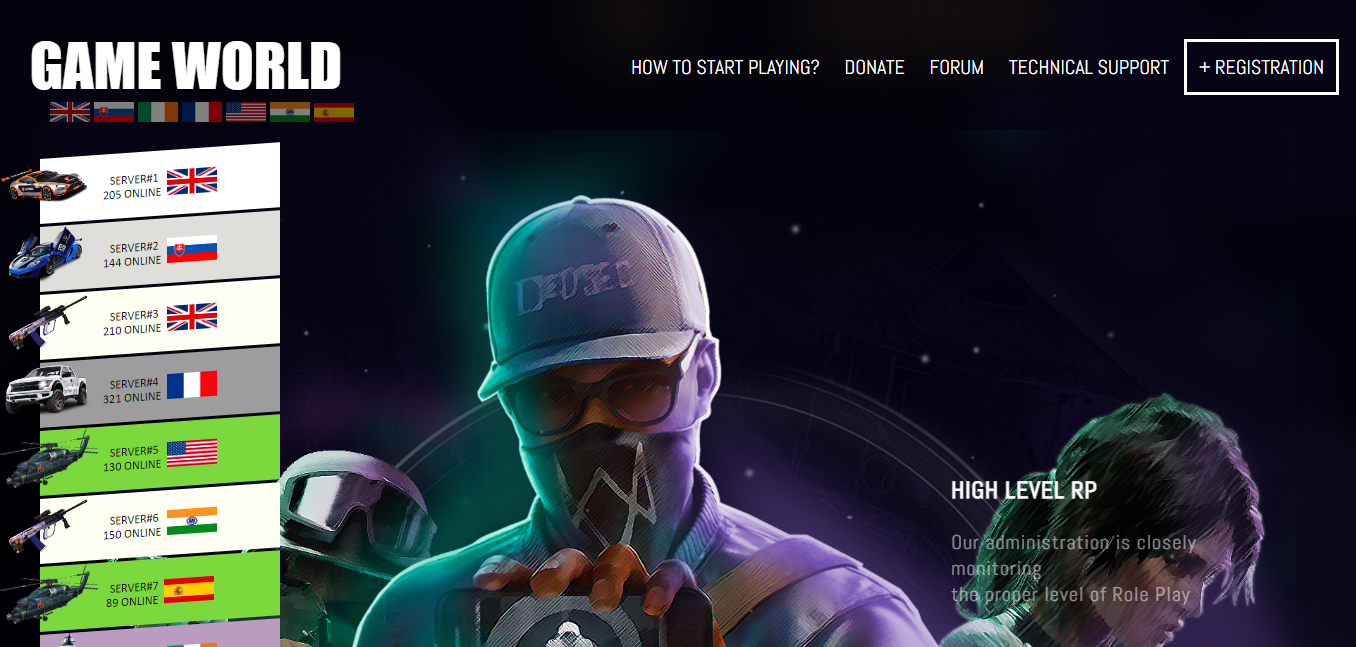 GAME WORLD
HOW TO START PLAYING?
DONATE
FORUM
TECHNICAL SUPPORT
+ REGISTRATION
SERVER#1
205 ONLINE
SERVER#2
144 ONLINE
SERVER#3
210 ONLINE
SERVER#4
321 ONLINE
SERVER#5
130 ONLINE
SERVER#6
150 ONLINE
SERVER#7
89 ONLINE
HIGH LEVEL RP
Our administration is closely
monitoring
the proper level of Role Play